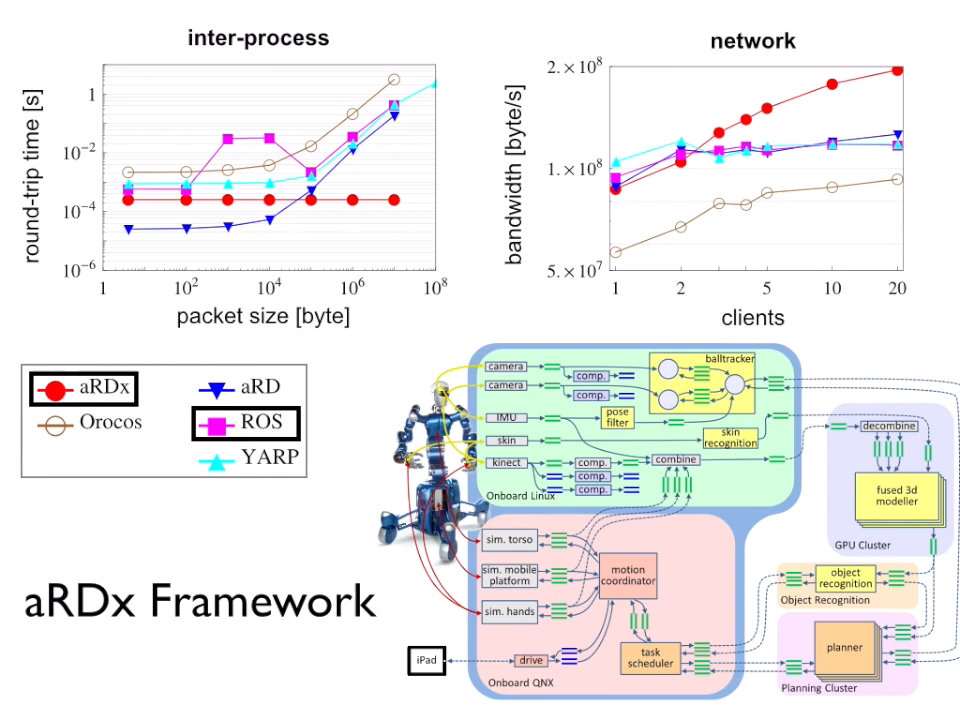 inter-process
round-trip time [s]
1
10^-2
10^-4
10^-6
1
10^2
10^4
10^6
10^8
packet size [byte]
network
bandwidth [byte/s]
2.×10^8
1.×10^8
5.×10^7
1
2
5
10
20
clients
aRDx
aRD
Orocos
ROS
YARP
aRDx Framework
camera
camera
IMU
skin
kinect
comp.
comp.
comp.
comp.
comp.
balltracker
pose
filter
skin
recognition
combine
Onboard Linux
decombine
fused 3d
modeller
GPU Cluster
sim. torso
sim. mobile
platform
sim. hands
motion
coordinator
drive
task
scheduler
Onboard QNX
iPad
object
recognition
Object Recognition
planner
Planning Cluster